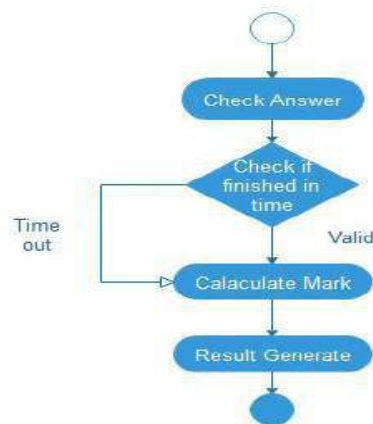 Check Answer
Check if
finished in
time
Time
out
Valid
Calaculate Mark
Result Generate